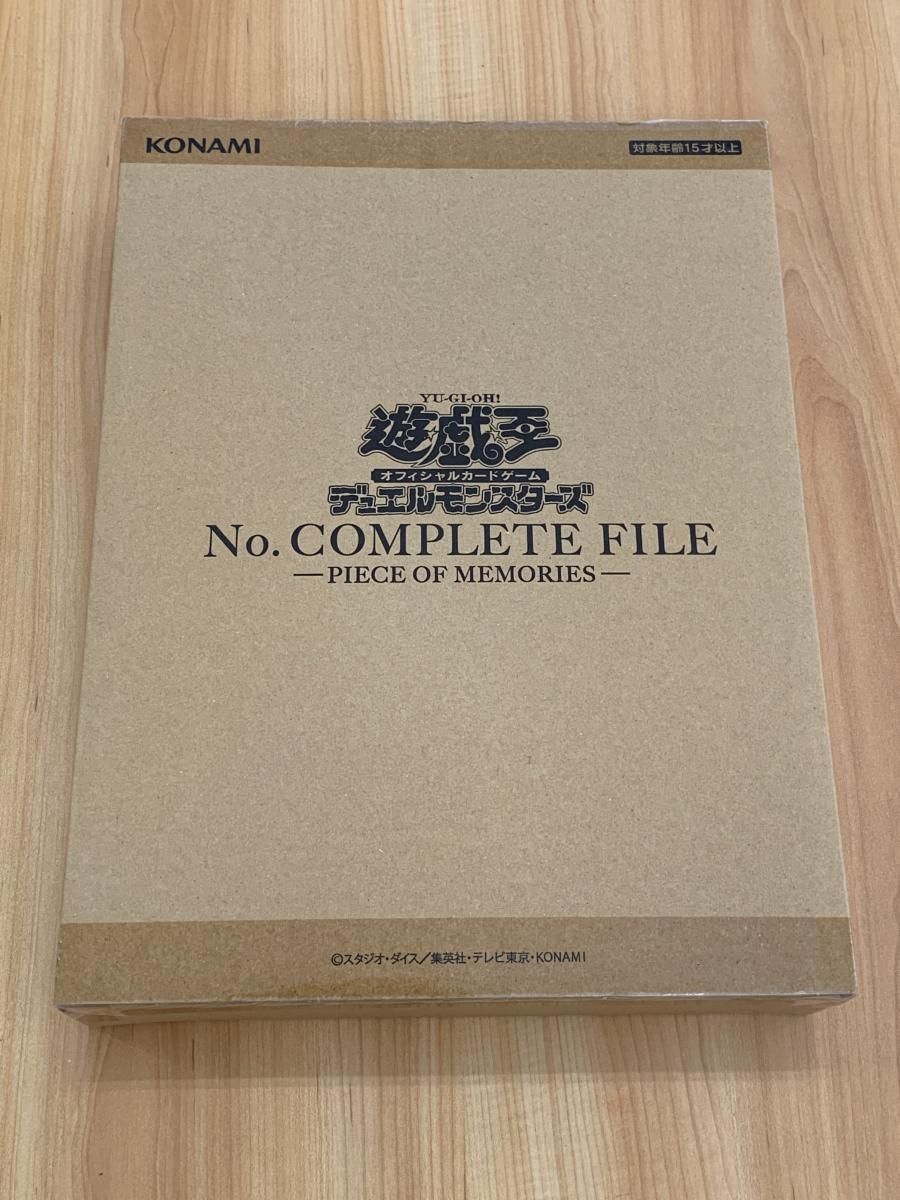 KONAMI
対象年齢15才以上
YU-GI-OH!
遊戯王
オフィシャルカードゲーム
デュエルモンスターズ
No. COMPLETE FILE
—PIECE OF MEMORIES—
©スタジオ・ダイス/集英社・テレビ東京・KONAMI